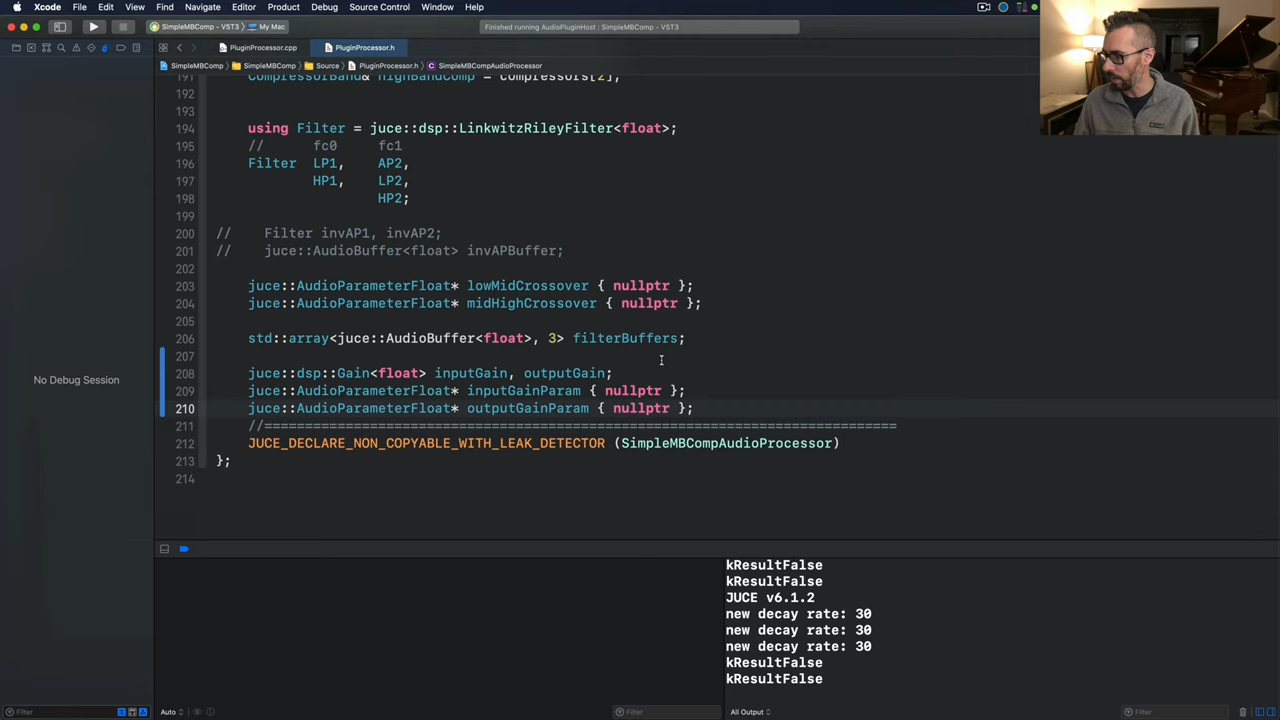 Xcode File Edit View Find Navigate Editor Product Debug Source Control Window Help
SimpleMBComp - VST3 › My Mac
Finished running AudioPluginHost : SimpleMBComp - VST3
PluginProcessor.cpp PluginProcessor.h
SimpleMBComp › SimpleMBComp › Source › PluginProcessor.h › SimpleMBCompAudioProcessor
191 CompressorBand& highBandComp = compressors[2];
192
193
194 using Filter = juce::dsp::LinkwitzRileyFilter<float>;
195 // fc0 fc1
196 Filter LP1, AP2,
197 HP1, LP2,
198 HP2;
199
200 // Filter invAP1, invAP2;
201 // juce::AudioBuffer<float> invAPBuffer;
202
203 juce::AudioParameterFloat* lowMidCrossover { nullptr };
204 juce::AudioParameterFloat* midHighCrossover { nullptr };
205
206 std::array<juce::AudioBuffer<float>, 3> filterBuffers;
207
208 juce::dsp::Gain<float> inputGain, outputGain;
209 juce::AudioParameterFloat* inputGainParam { nullptr };
210 juce::AudioParameterFloat* outputGainParam { nullptr };
211 //==============================================================================
212 JUCE_DECLARE_NON_COPYABLE_WITH_LEAK_DETECTOR (SimpleMBCompAudioProcessor)
213 };
214
No Debug Session
kResultFalse
kResultFalse
JUCE v6.1.2
new decay rate: 30
new decay rate: 30
new decay rate: 30
kResultFalse
kResultFalse
Filter Auto Filter All Output Filter